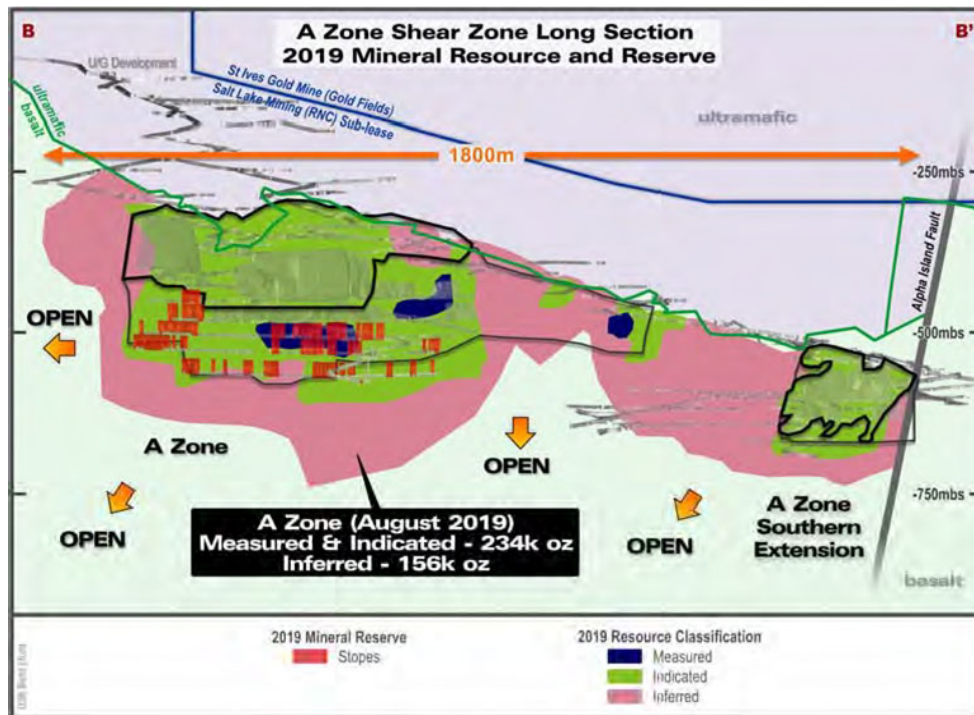 B
A Zone Shear Zone Long Section
B'
2019 Mineral Resource and Reserve
U/G Development
St Ives Gold Mine (Gold Fields)
Salt Lake Mining (RNC) Sub-lease
ultramafic
basalt
ultramafic
1800m
-250mbs
Alpha Island Fault
OPEN
-500mbs
A Zone
OPEN
-750mbs
OPEN
A Zone (August 2019)
Measured & Indicated - 234k oz
Inferred - 156k oz
OPEN
A Zone
Southern
Extension
basalt
2019 Mineral Reserve
Stopes
2019 Resource Classification
Measured
Indicated
Inferred